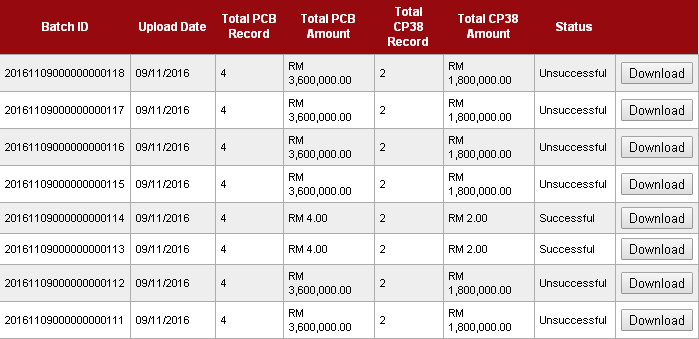 Batch ID Upload Date Total PCB Record Total PCB Amount Total CP38 Record Total CP38 Amount Status
20161109000000000118 09/11/2016 4 RM 3,600,000.00 2 RM 1,800,000.00 Unsuccessful Download
20161109000000000117 09/11/2016 4 RM 3,600,000.00 2 RM 1,800,000.00 Unsuccessful Download
20161109000000000116 09/11/2016 4 RM 3,600,000.00 2 RM 1,800,000.00 Unsuccessful Download
20161109000000000115 09/11/2016 4 RM 3,600,000.00 2 RM 1,800,000.00 Unsuccessful Download
20161109000000000114 09/11/2016 4 RM 4.00 2 RM 2.00 Successful Download
20161109000000000113 09/11/2016 4 RM 4.00 2 RM 2.00 Successful Download
20161109000000000112 09/11/2016 4 RM 3,600,000.00 2 RM 1,800,000.00 Unsuccessful Download
20161109000000000111 09/11/2016 4 RM 3,600,000.00 2 RM 1,800,000.00 Unsuccessful Download